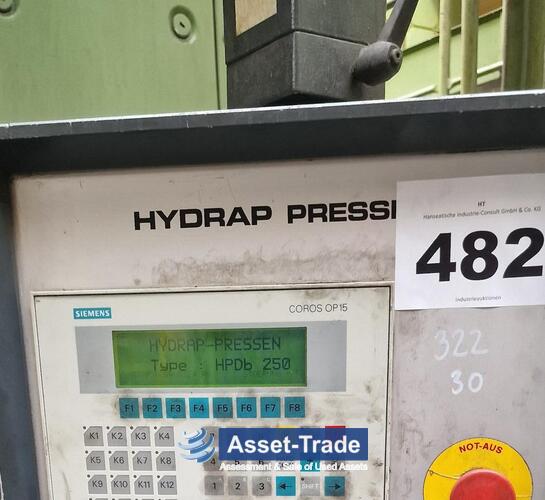 HYDRAP PRESSE
HT
Hanseatische Industrie-Consult GmbH & Co. KG
482
Industrieauktionen
322
30
SIEMENS
COROS OP15
HYDRAP-PRESSEN
Type : HPDb 250
F1 F2 F3 F4 F5 F6 F7 F8
K1 K2 K3 K4
K5 K6 K7 K8
K9 K10 K11 K12
1 2 3 SHIFT
Asset-Trade
Assessment & Sale of Used Assets
NOT-AUS